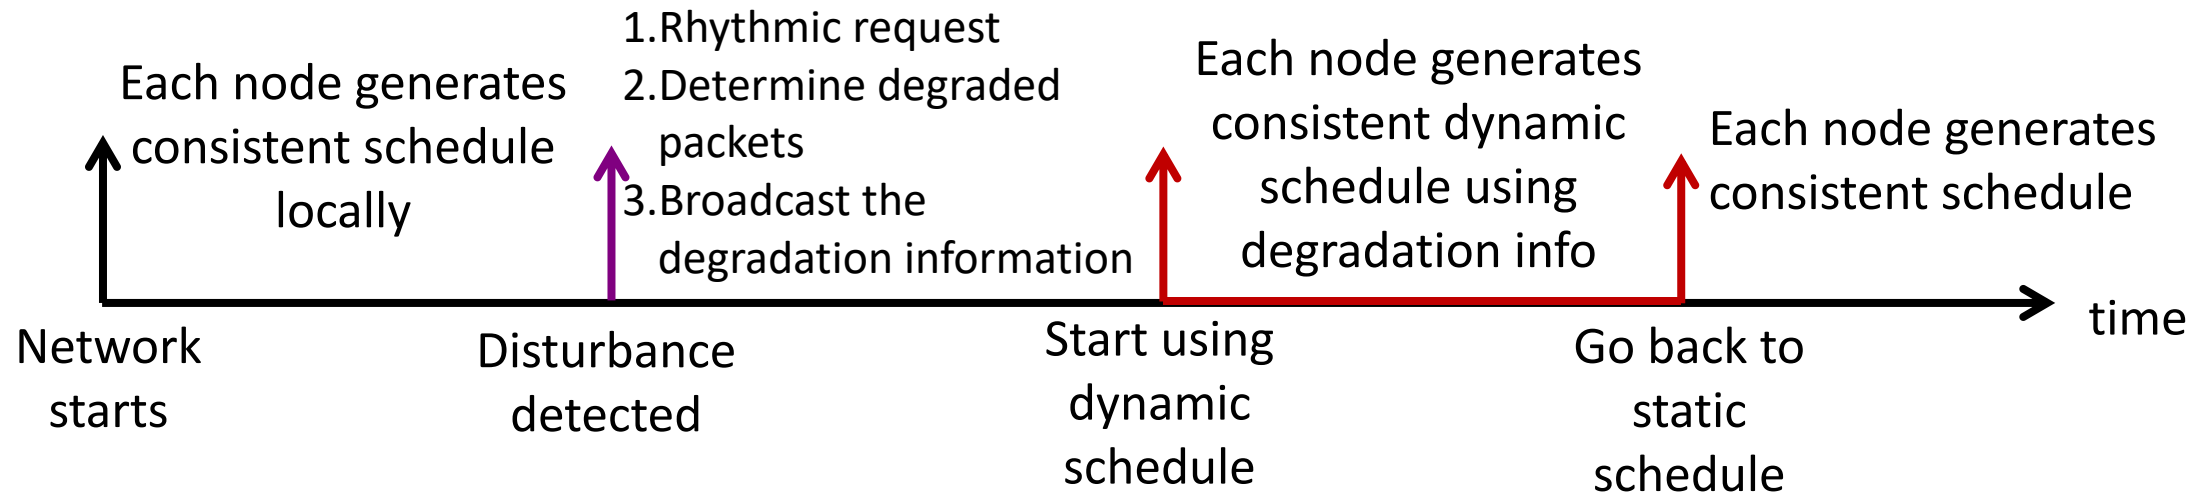 Each node generates
consistent schedule
locally
1.Rhythmic request
2.Determine degraded
packets
3.Broadcast the
degradation information
Each node generates
consistent dynamic
schedule using
degradation info
Each node generates
consistent schedule
Network
starts
Disturbance
detected
Start using
dynamic
schedule
Go back to
static
schedule
time